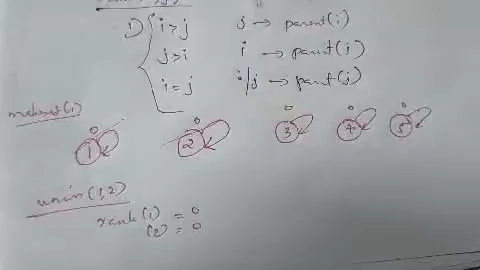 1) i > j j → parent(i)
j > i i → parent(j)
i = j i/j → parent(j)
makeset(i)
0 0 0 0 0
1 2 3 4 5
union(1,2)
rank(1) = 0
(2) = 0